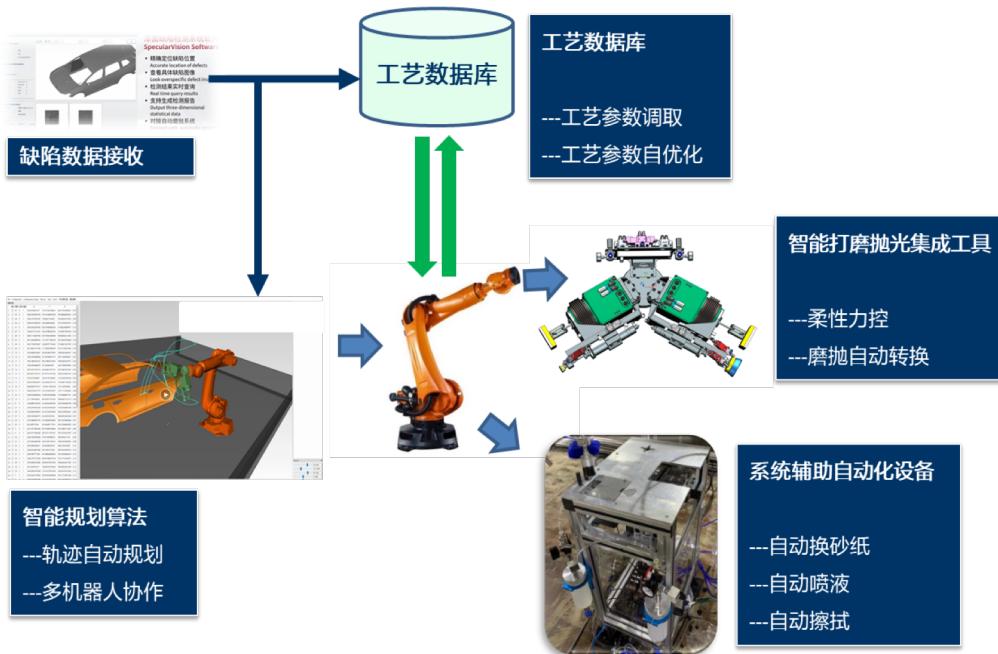 SpecularVision Softwar
• 精确定位缺陷位置
Accurate location of defects
• 查看具体缺陷图像
Look overspecific defect ima
• 检测结果实时查询
Real time query results
• 支持生成检测报告
Output three-dimensional
statistical data
缺陷数据接收
工艺数据库
工艺数据库
---工艺参数调取
---工艺参数自优化
智能打磨抛光集成工具
---柔性力控
---磨抛自动转换
智能规划算法
---轨迹自动规划
---多机器人协作
系统辅助自动化设备
---自动换砂纸
---自动喷液
---自动擦拭